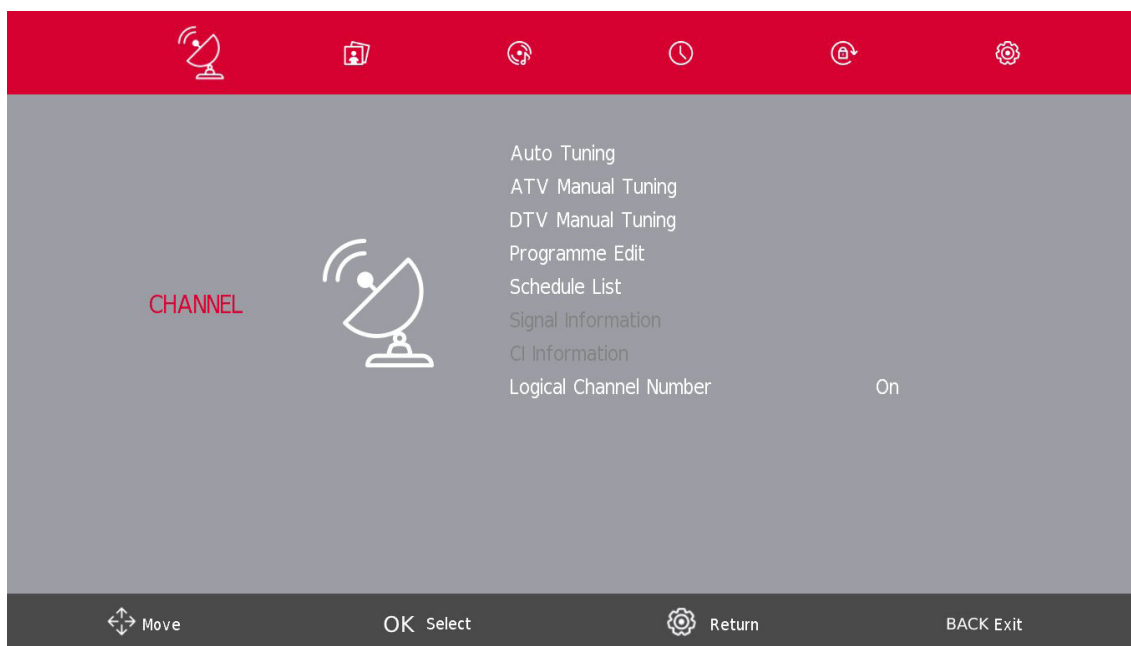 CHANNEL
Auto Tuning
ATV Manual Tuning
DTV Manual Tuning
Programme Edit
Schedule List
Signal Information
CI Information
Logical Channel Number On
Move OK Select Return BACK Exit